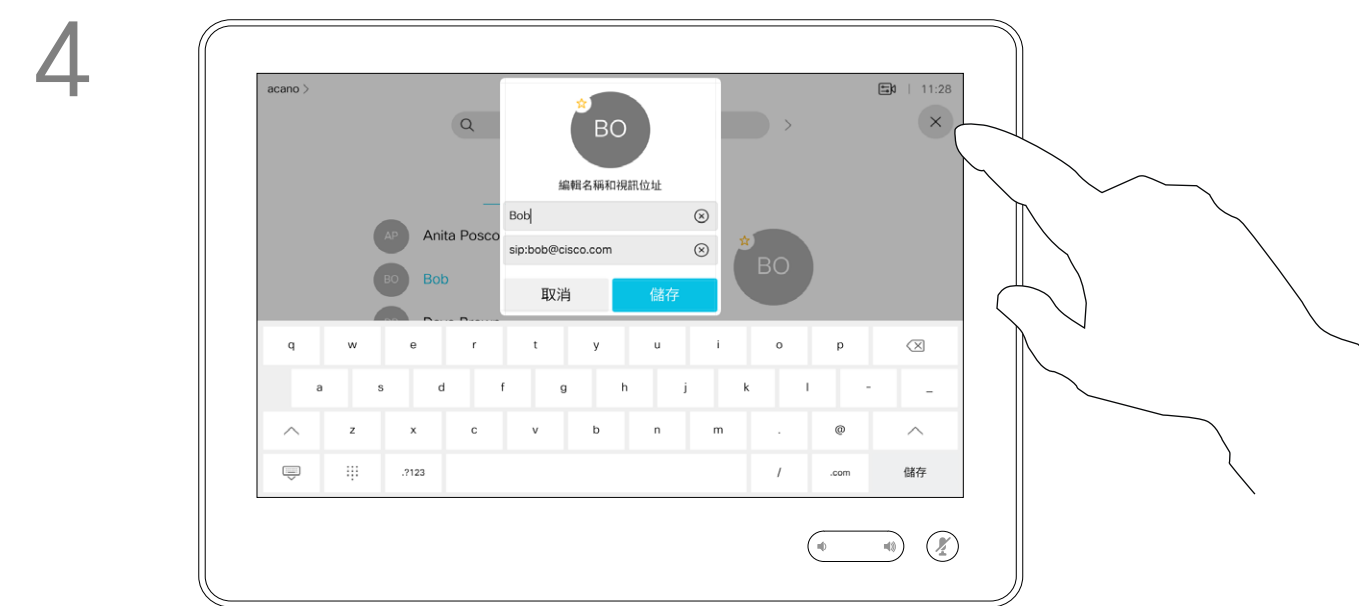 4
acano >
11:28
BO
編輯名稱和視訊位址
Bob
sip:bob@cisco.com
取消 儲存
AP Anita Posco
BO Bob
BO
q w e r t y u i o p
a s d f g h j k l - _
z x c v b n m . @
.?123 / .com 儲存